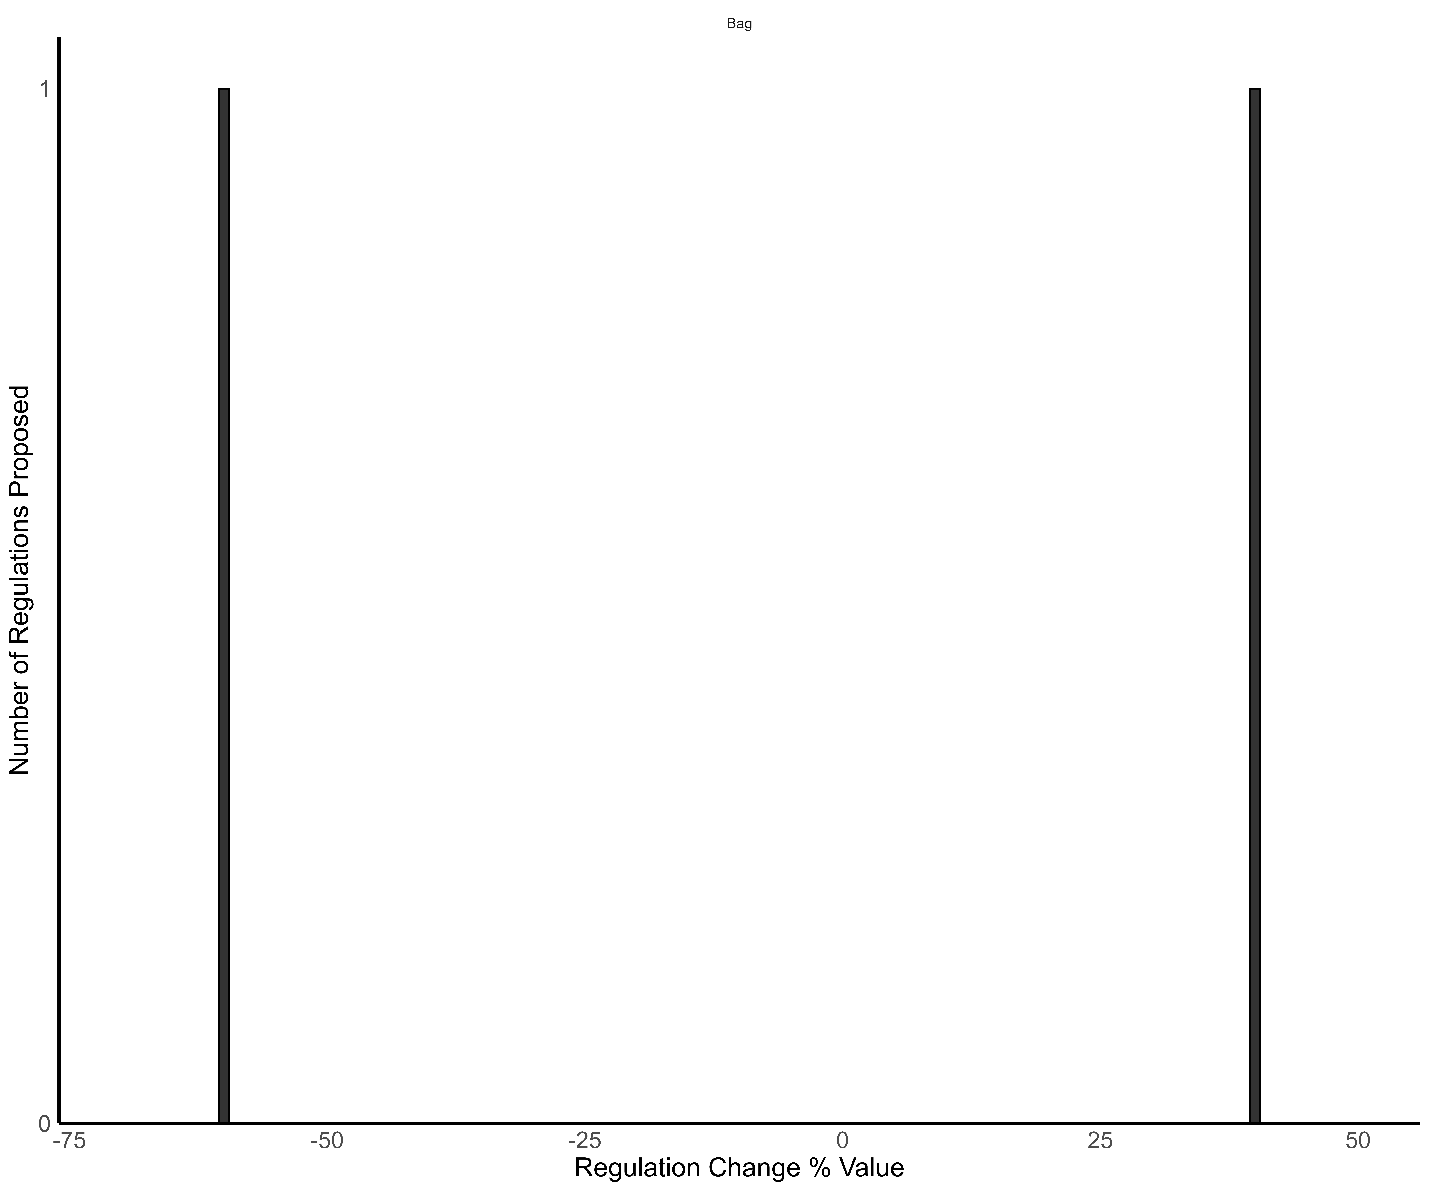 Bag
1
Number of Regulations Proposed
0
-75 -50 -25 0 25 50
Regulation Change % Value